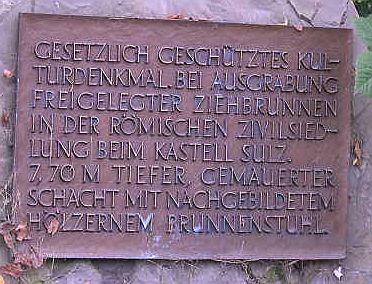 GESETZLICH GESCHÜTZTES KUL-
TURDENKMAL. BEI AUSGRABUNG
FREIGELEGTER ZIEHBRUNNEN
IN DER RÖMISCHEN ZIVILSIED-
LUNG BEIM KASTELL SULZ.
7,70 M TIEFER, GEMAUERTER
SCHACHT MIT NACHGEBILDETEM
HÖLZERNEM BRUNNENSTUHL.